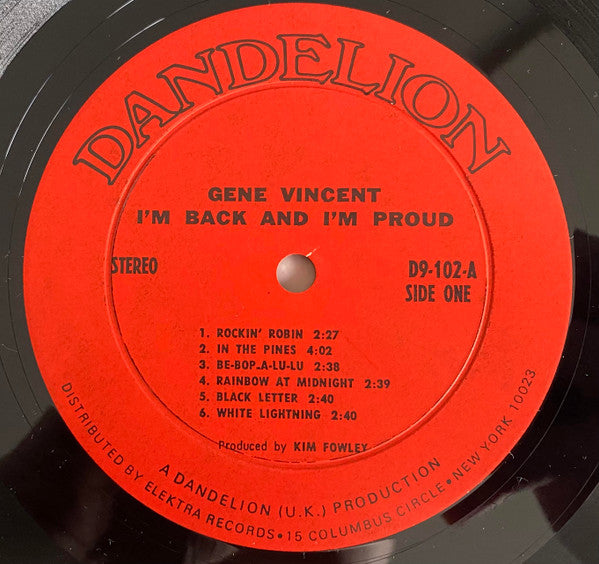 DANDELION
GENE VINCENT
I'M BACK AND I'M PROUD
STEREO
D9-102-A
SIDE ONE
1. ROCKIN' ROBIN 2:27
2. IN THE PINES 4:02
3. BE-BOP-A-LU-LU 2:38
4. RAINBOW AT MIDNIGHT 2:39
5. BLACK LETTER 2:40
6. WHITE LIGHTNING 2:40
Produced by KIM FOWLEY
A DANDELION (U.K.) PRODUCTION
DISTRIBUTED BY ELEKTRA RECORDS • 15 COLUMBUS CIRCLE • NEW YORK 10023